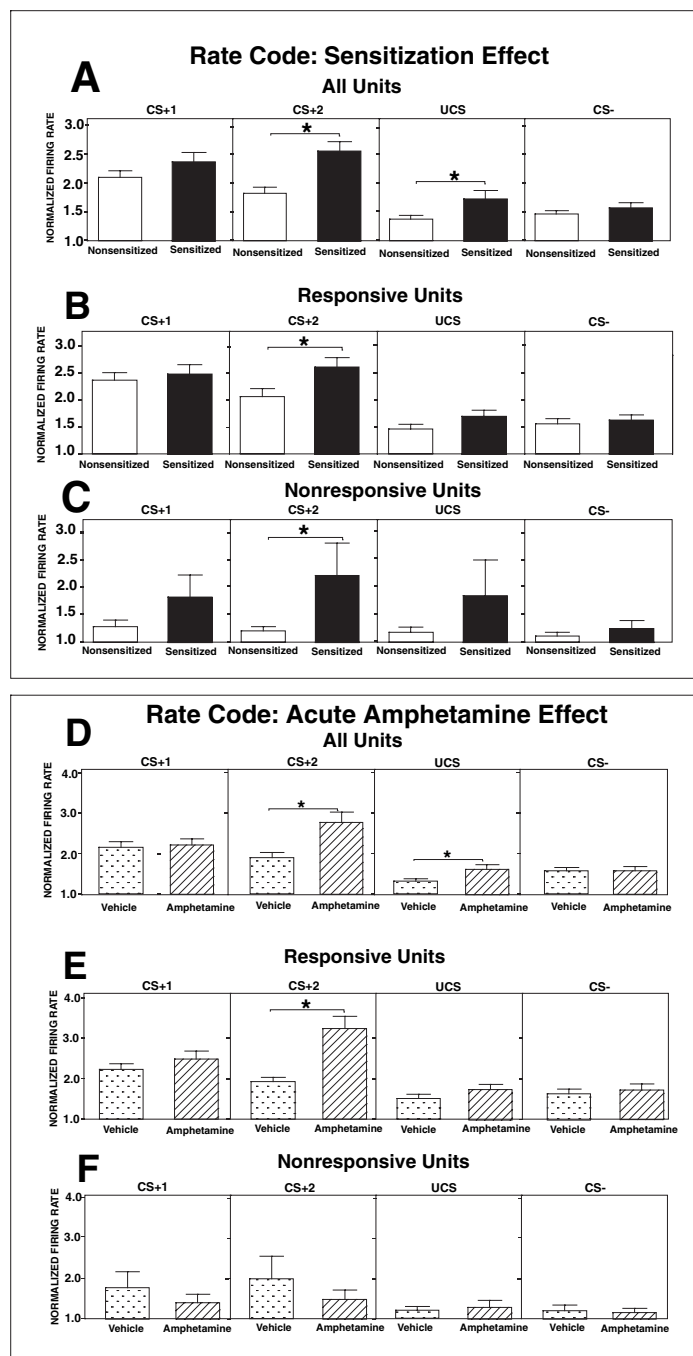 Rate Code: Sensitization Effect
A
All Units
CS+1 CS+2 UCS CS-
NORMALIZED FIRING RATE
3.0
2.5
2.0
1.5
1.0
* *
Nonsensitized Sensitized Nonsensitized Sensitized Nonsensitized Sensitized Nonsensitized Sensitized
B
Responsive Units
CS+1 CS+2 UCS CS-
NORMALIZED FIRING RATE
3.0
2.5
2.0
1.5
1.0
*
Nonsensitized Sensitized Nonsensitized Sensitized Nonsensitized Sensitized Nonsensitized Sensitized
C
Nonresponsive Units
CS+1 CS+2 UCS CS-
NORMALIZED FIRING RATE
3.0
2.5
2.0
1.5
1.0
*
Nonsensitized Sensitized Nonsensitized Sensitized Nonsensitized Sensitized Nonsensitized Sensitized
Rate Code: Acute Amphetamine Effect
D
All Units
CS+1 CS+2 UCS CS-
NORMALIZED FIRING RATE
4.0
3.0
2.0
1.0
* *
Vehicle Amphetamine Vehicle Amphetamine Vehicle Amphetamine Vehicle Amphetamine
E
Responsive Units
CS+1 CS+2 UCS CS-
NORMALIZED FIRING RATE
4.0
3.0
2.0
1.0
*
Vehicle Amphetamine Vehicle Amphetamine Vehicle Amphetamine Vehicle Amphetamine
F
Nonresponsive Units
CS+1 CS+2 UCS CS-
NORMALIZED FIRING RATE
4.0
2.0
1.0
Vehicle Amphetamine Vehicle Amphetamine Vehicle Amphetamine Vehicle Amphetamine